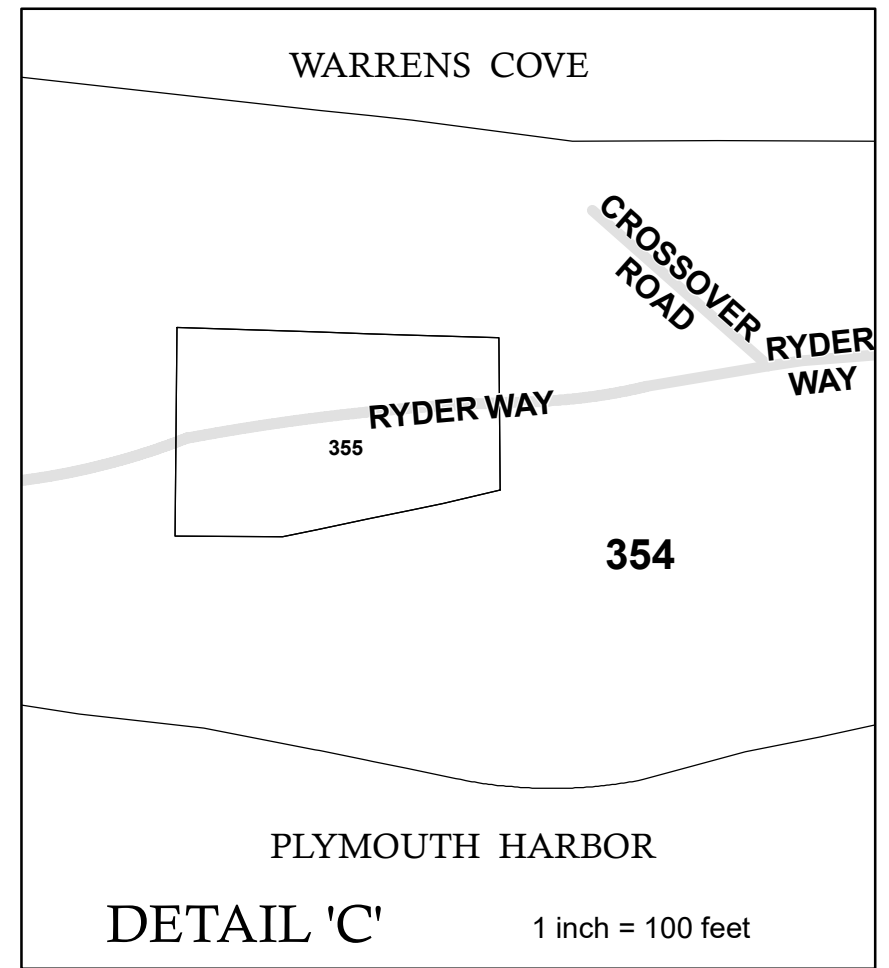 WARRENS COVE
CROSSOVER
ROAD
RYDER
WAY
RYDER WAY
355
354
PLYMOUTH HARBOR
DETAIL 'C'
1 inch = 100 feet